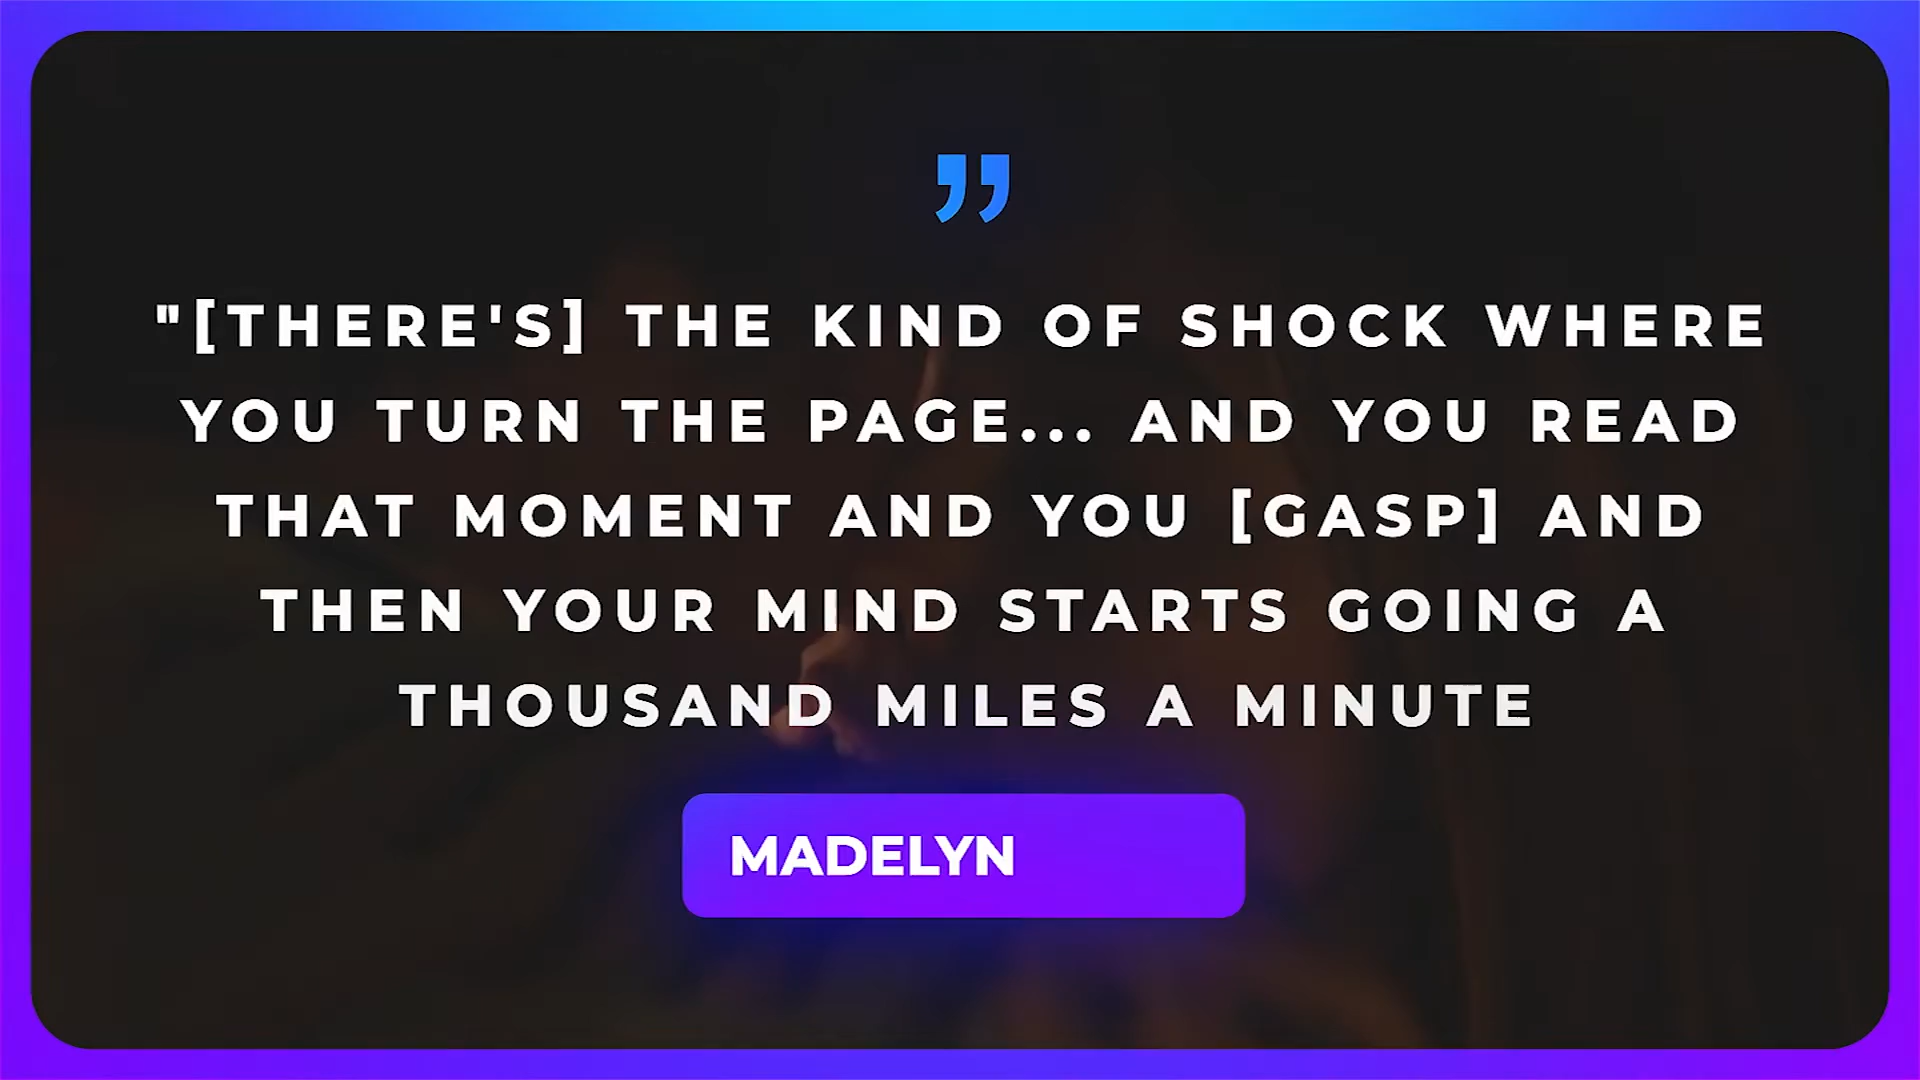 ”
"[THERE'S] THE KIND OF SHOCK WHERE
YOU TURN THE PAGE... AND YOU READ
THAT MOMENT AND YOU [GASP] AND
THEN YOUR MIND STARTS GOING A
THOUSAND MILES A MINUTE
MADELYN